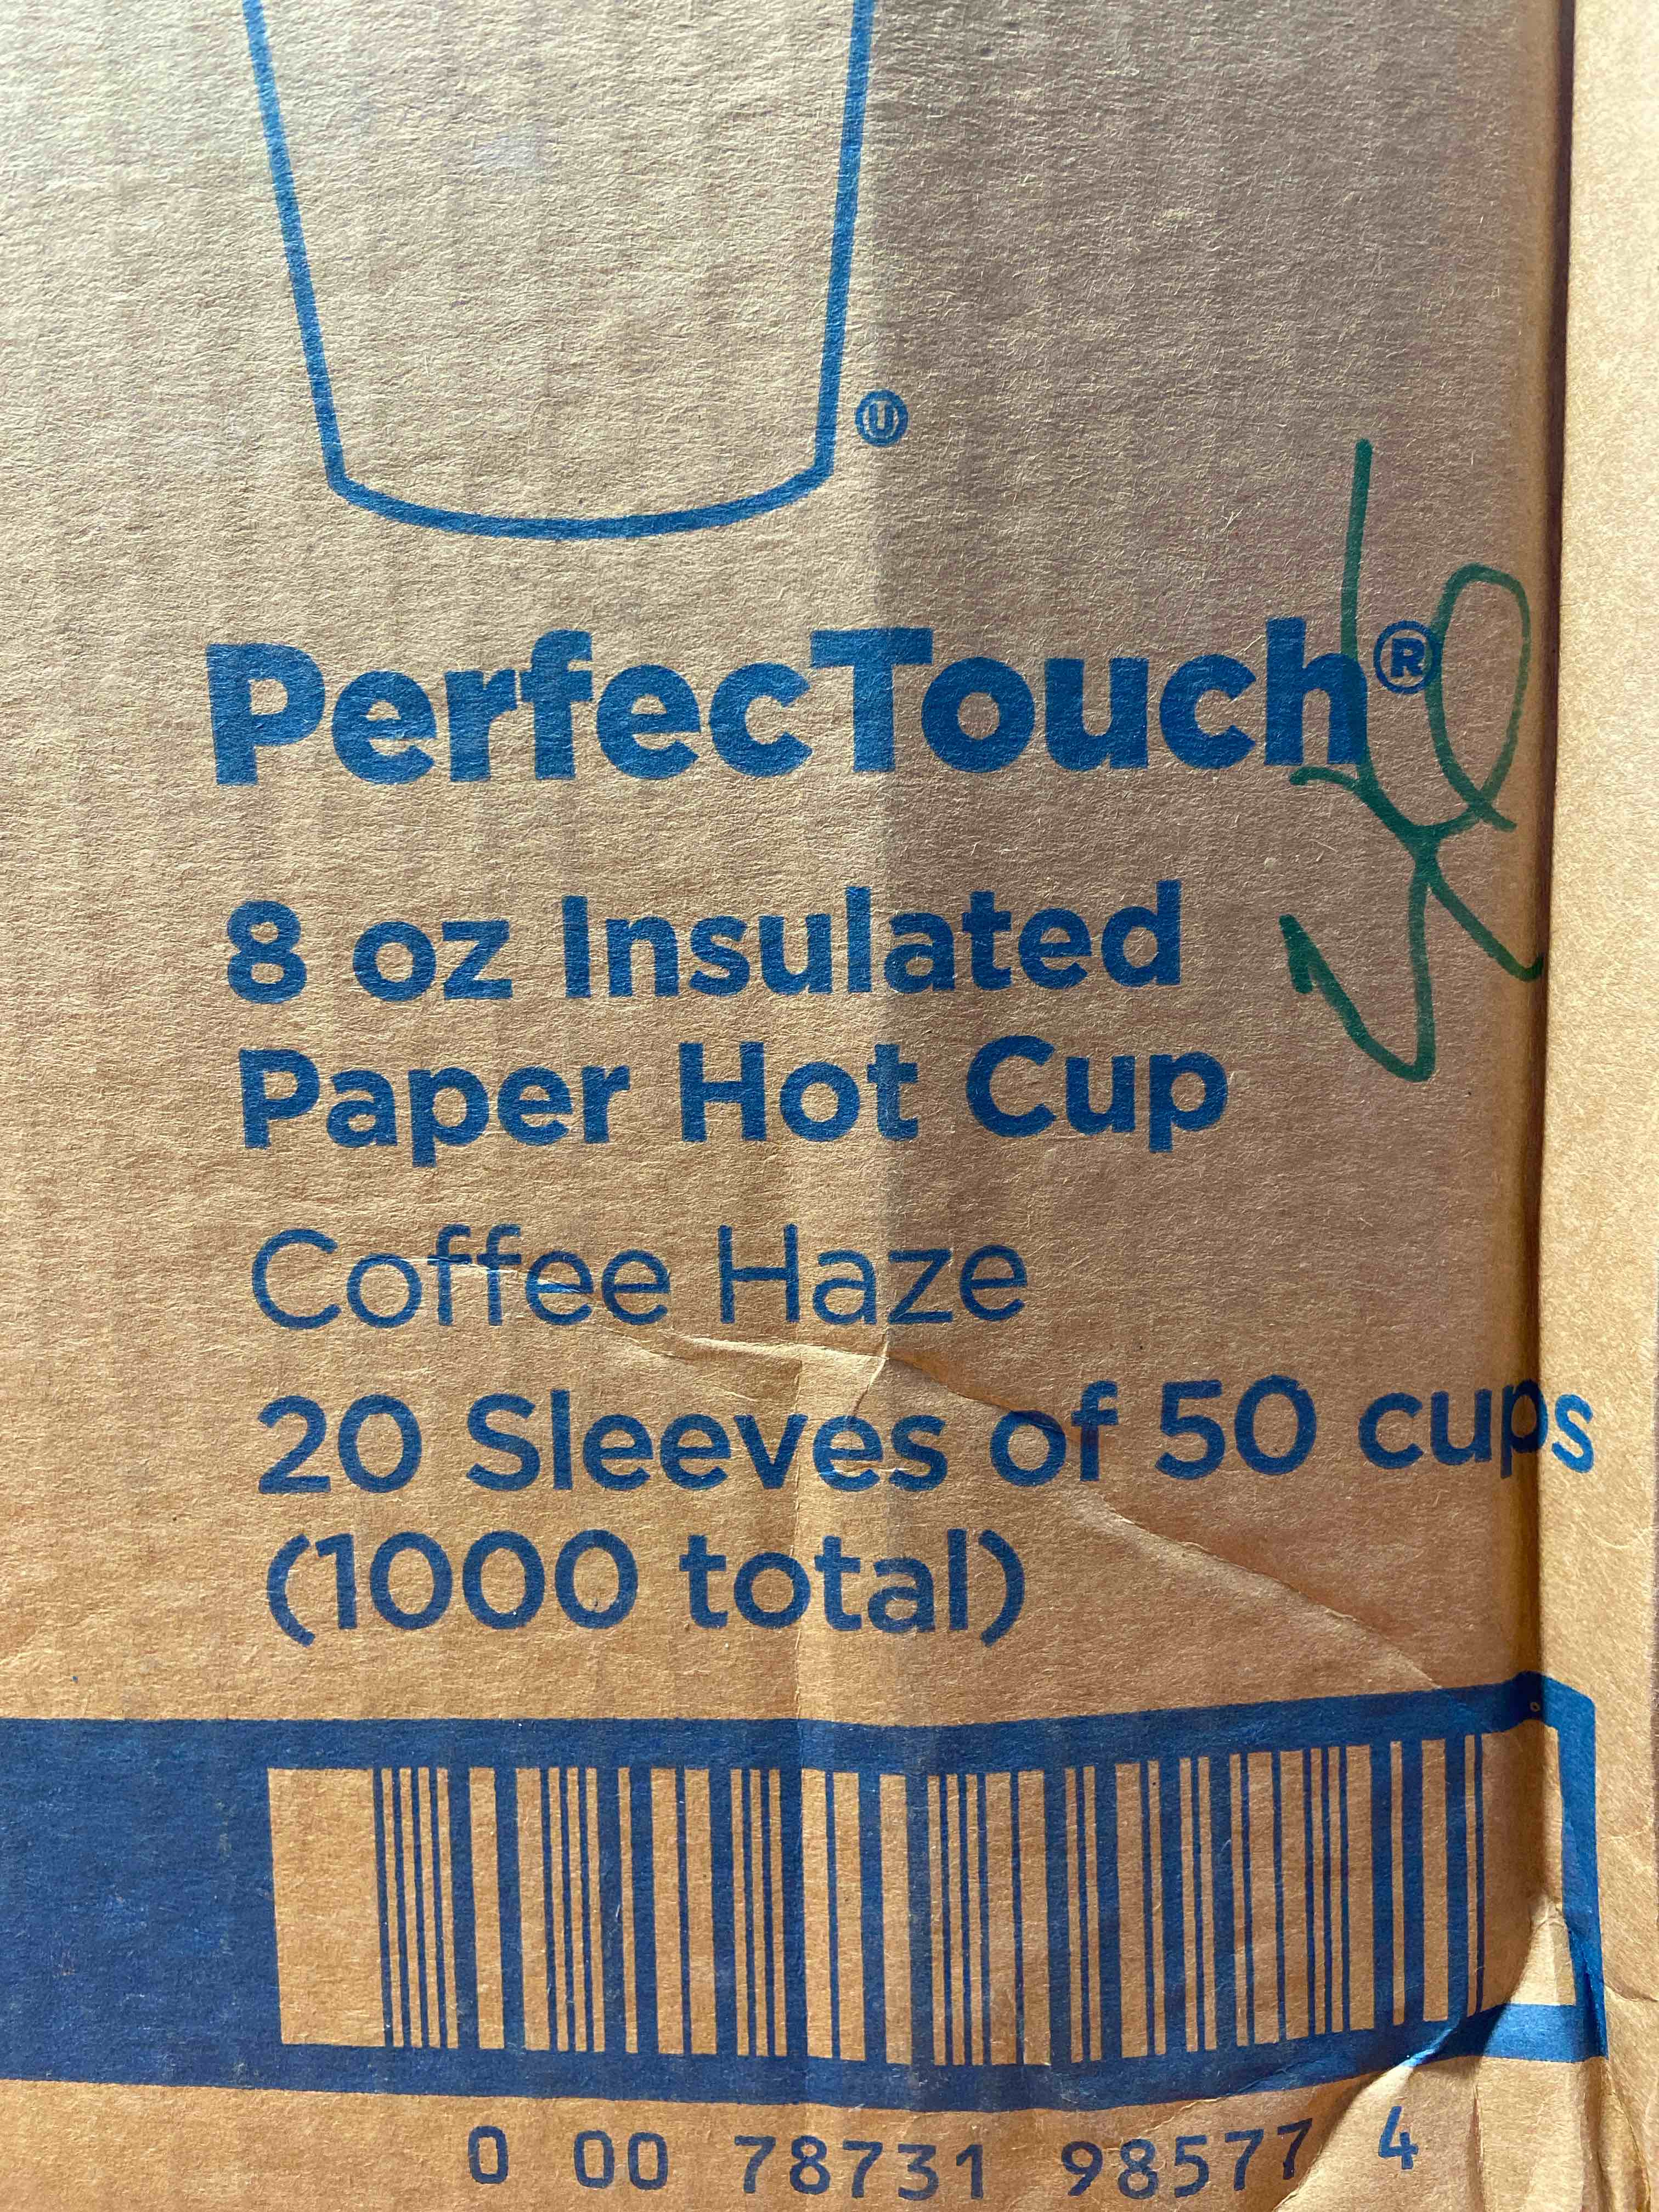 Ⓤ
PerfecTouch®
8 oz Insulated
Paper Hot Cup
Coffee Haze
20 Sleeves of 50 cups
(1000 total)
0 00 78731 98577 4